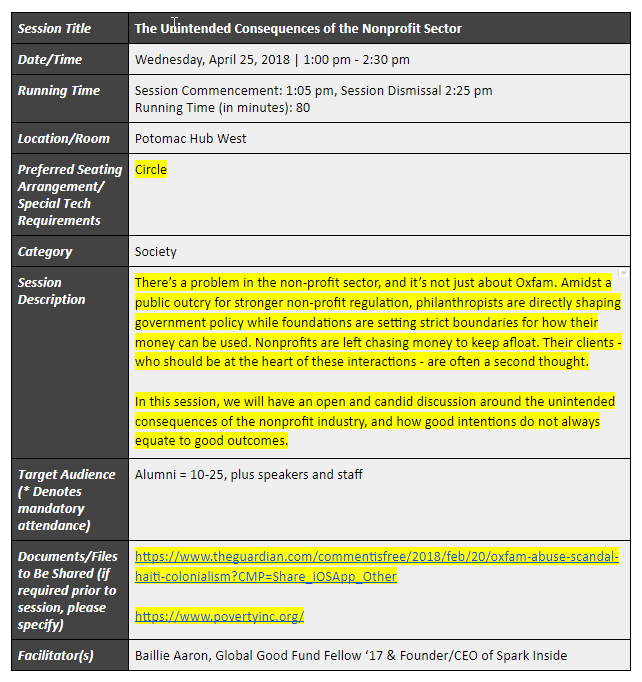 Session Title
The Unintended Consequences of the Nonprofit Sector
Date/Time
Wednesday, April 25, 2018 | 1:00 pm - 2:30 pm
Running Time
Session Commencement: 1:05 pm, Session Dismissal 2:25 pm
Running Time (in minutes): 80
Location/Room
Potomac Hub West
Preferred Seating
Arrangement/
Special Tech
Requirements
Circle
Category
Society
Session
Description
There's a problem in the non-profit sector, and it's not just about Oxfam. Amidst a
public outcry for stronger non-profit regulation, philanthropists are directly shaping
government policy while foundations are setting strict boundaries for how their
money can be used. Nonprofits are left chasing money to keep afloat. Their clients -
who should be at the heart of these interactions - are often a second thought.
In this session, we will have an open and candid discussion around the unintended
consequences of the nonprofit industry, and how good intentions do not always
equate to good outcomes.
Target Audience
(* Denotes
mandatory
attendance)
Alumni = 10-25, plus speakers and staff
Documents/Files
to Be Shared (if
required prior to
session, please
specify)
https://www.theguardian.com/commentisfree/2018/feb/20/oxfam-abuse-scandal-
haiti-colonialism?CMP=Share_iOSApp_Other
https://www.povertyinc.org/
Facilitator(s)
Baillie Aaron, Global Good Fund Fellow ‘17 & Founder/CEO of Spark Inside